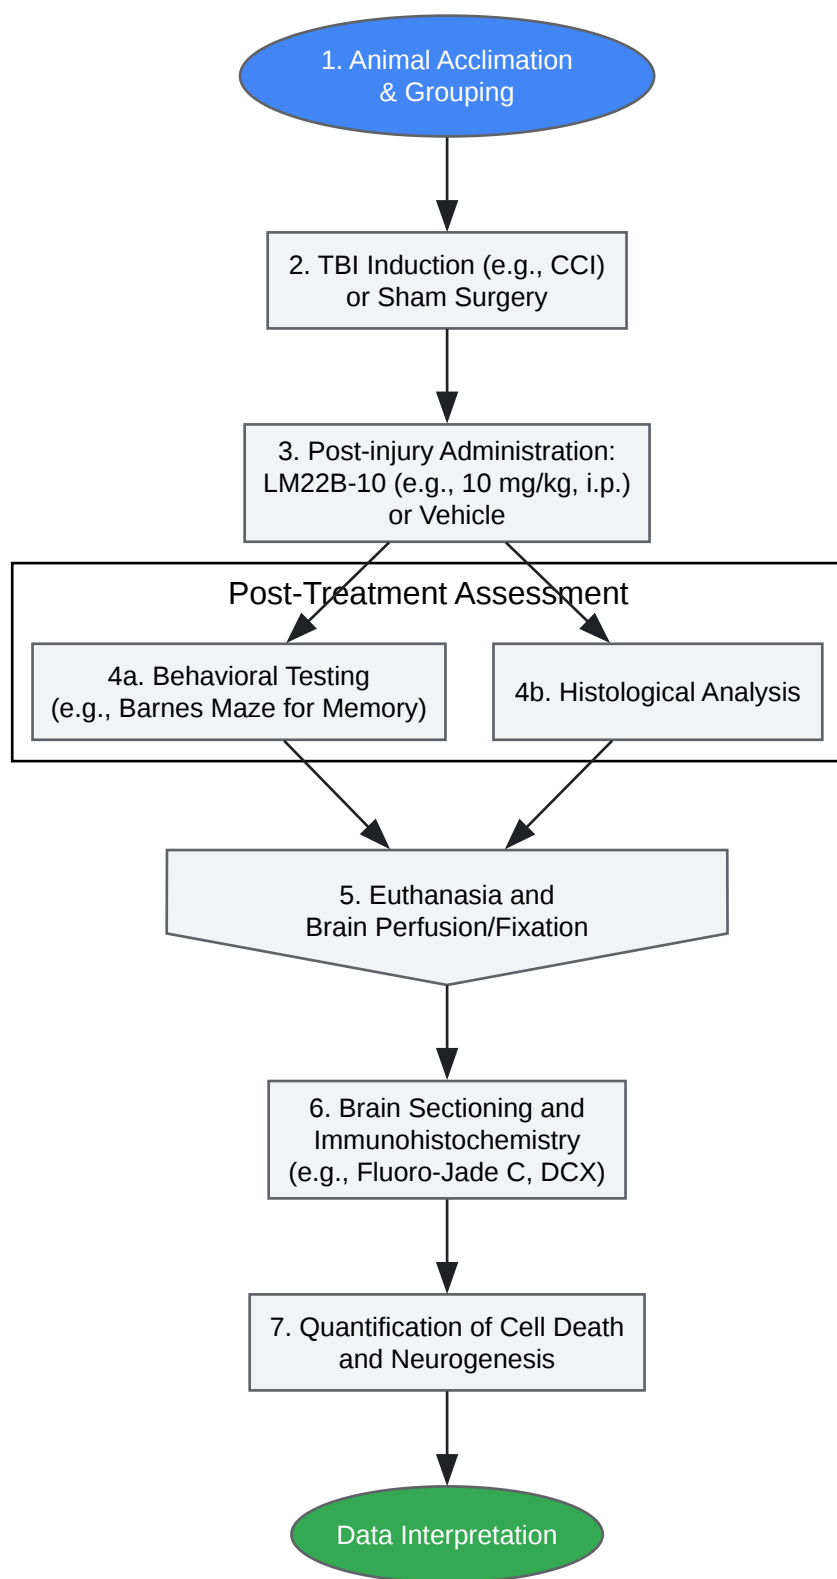 1. Animal Acclimation
& Grouping
2. TBI Induction (e.g., CCI)
or Sham Surgery
3. Post-injury Administration:
LM22B-10 (e.g., 10 mg/kg, i.p.)
or Vehicle
Post-Treatment Assessment
4a. Behavioral Testing
(e.g., Barnes Maze for Memory)
4b. Histological Analysis
5. Euthanasia and
Brain Perfusion/Fixation
6. Brain Sectioning and
Immunohistochemistry
(e.g., Fluoro-Jade C, DCX)
7. Quantification of Cell Death
and Neurogenesis
Data Interpretation